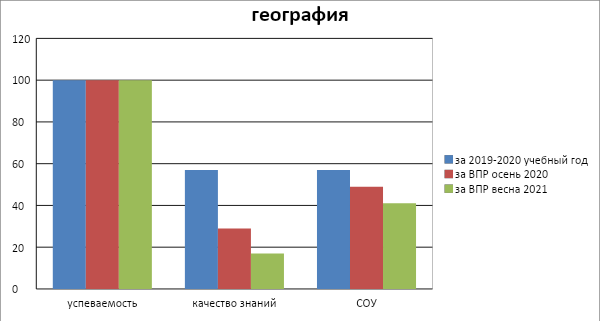 география
120
100
80
60
40
20
0
успеваемость
качество знаний
СОУ
за 2019-2020 учебный год
за ВПР осень 2020
за ВПР весна 2021